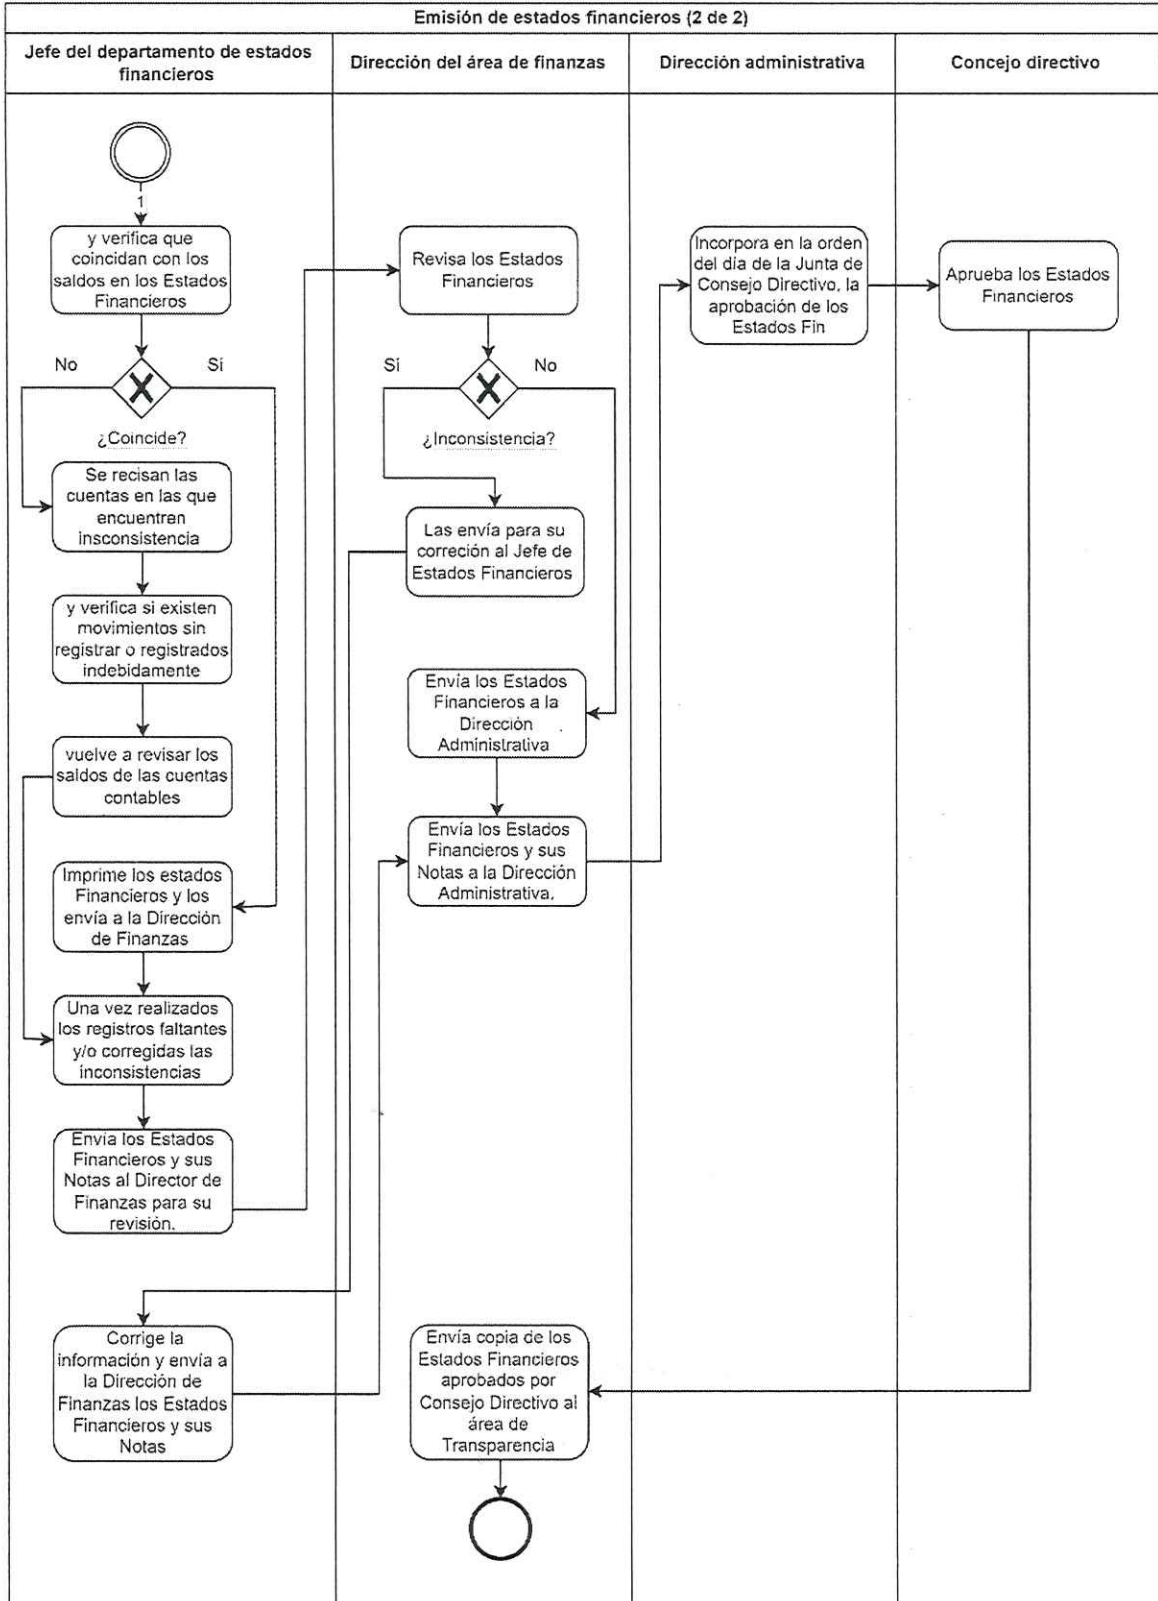 Emisión de estados financieros (2 de 2)
Jefe del departamento de estados
financieros
Dirección del área de finanzas
Dirección administrativa
Concejo directivo
1
y verifica que
coincidan con los
saldos en los Estados
Financieros
No
Sí
¿Coincide?
Se recisan las
cuentas en las que
encuentran
insconsistencia
y verifica si existen
movimientos sin
registrar o registrados
indebidamente
vuelve a revisar los
saldos de las cuentas
contables
Imprime los estados
Financieros y los
envía a la Dirección
de Finanzas
Una vez realizados
los registros faltantes
y/o corregidas las
inconsistencias
Envía los Estados
Financieros y sus
Notas al Director de
Finanzas para su
revisión.
Corrige la
información y envía a
la Dirección de
Finanzas los Estados
Financieros y sus
Notas
Revisa los Estados
Financieros
Sí
No
¿Inconsistencia?
Las envía para su
correción al Jefe de
Estados Financieros
Envía los Estados
Financieros a la
Dirección
Administrativa
Envía los Estados
Financieros y sus
Notas a la Dirección
Administrativa.
Envía copia de los
Estados Financieros
aprobados por
Consejo Directivo al
área de
Transparencia
Incorpora en la orden
del día de la Junta de
Consejo Directivo, la
aprobación de los
Estados Fin
Aprueba los Estados
Financieros